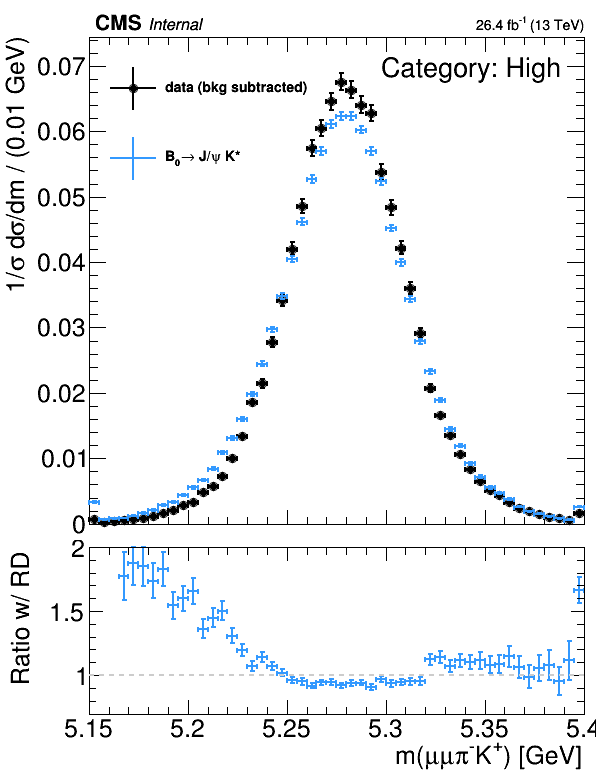 CMS Internal 26.4 fb⁻¹ (13 TeV)
Category: High
data (bkg subtracted)
B₀→ J/ψ K*
1/σ dσ/dm / (0.01 GeV)
0.07
0.06
0.05
0.04
0.03
0.02
0.01
0
Ratio w/ RD
2
1.5
1
5.15 5.2 5.25 5.3 5.35 5.4
m(μμπ⁻K⁺) [GeV]